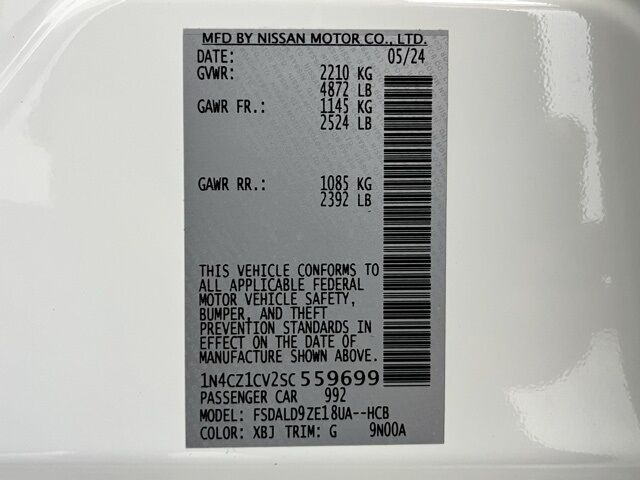 MFD BY NISSAN MOTOR CO., LTD.
DATE: 05/24
GVWR: 2210 KG
4872 LB
GAWR FR.: 1145 KG
2524 LB
GAWR RR.: 1085 KG
2392 LB
THIS VEHICLE CONFORMS TO
ALL APPLICABLE FEDERAL
MOTOR VEHICLE SAFETY,
BUMPER, AND THEFT
PREVENTION STANDARDS IN
EFFECT ON THE DATE OF
MANUFACTURE SHOWN ABOVE.
1N4CZ1CV2SC 559699
PASSENGER CAR 992
MODEL: FSDALD9ZE18UA--HCB
COLOR: XBJ TRIM: G 9N00A